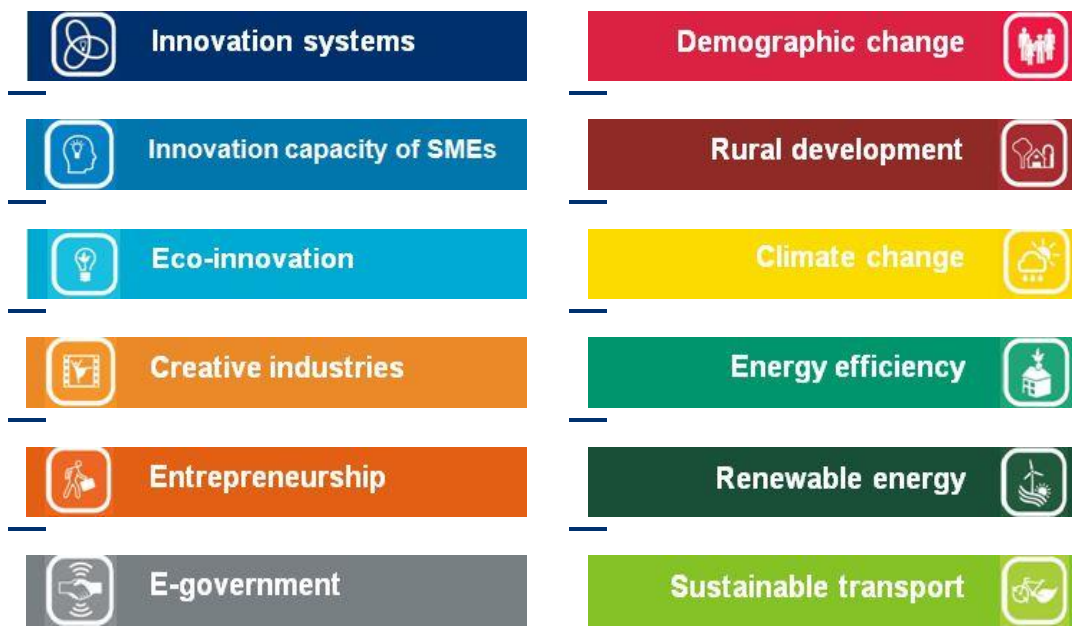 Innovation systems
Demographic change
Innovation capacity of SMEs
Rural development
Eco-innovation
Climate change
Creative industries
Energy efficiency
Entrepreneurship
Renewable energy
E-government
Sustainable transport